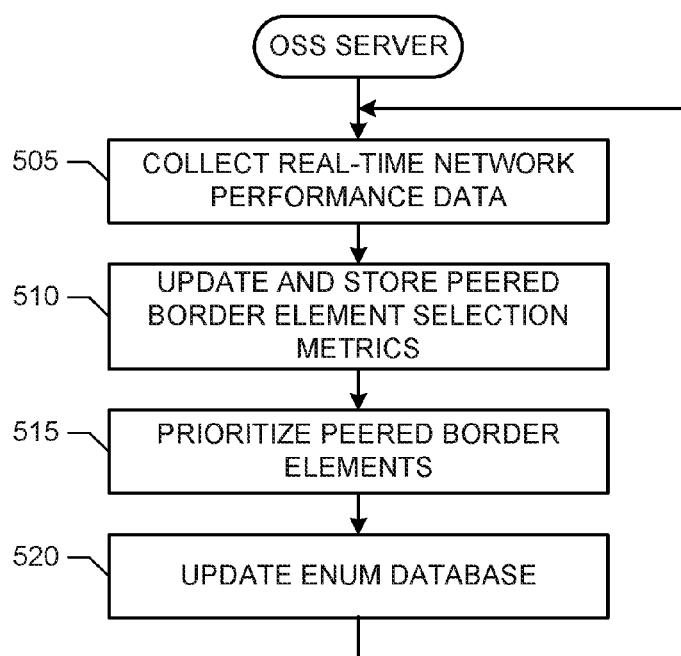 OSS SERVER
505
COLLECT REAL-TIME NETWORK
PERFORMANCE DATA
510
UPDATE AND STORE PEERED
BORDER ELEMENT SELECTION
METRICS
515
PRIORITIZE PEERED BORDER
ELEMENTS
520
UPDATE ENUM DATABASE